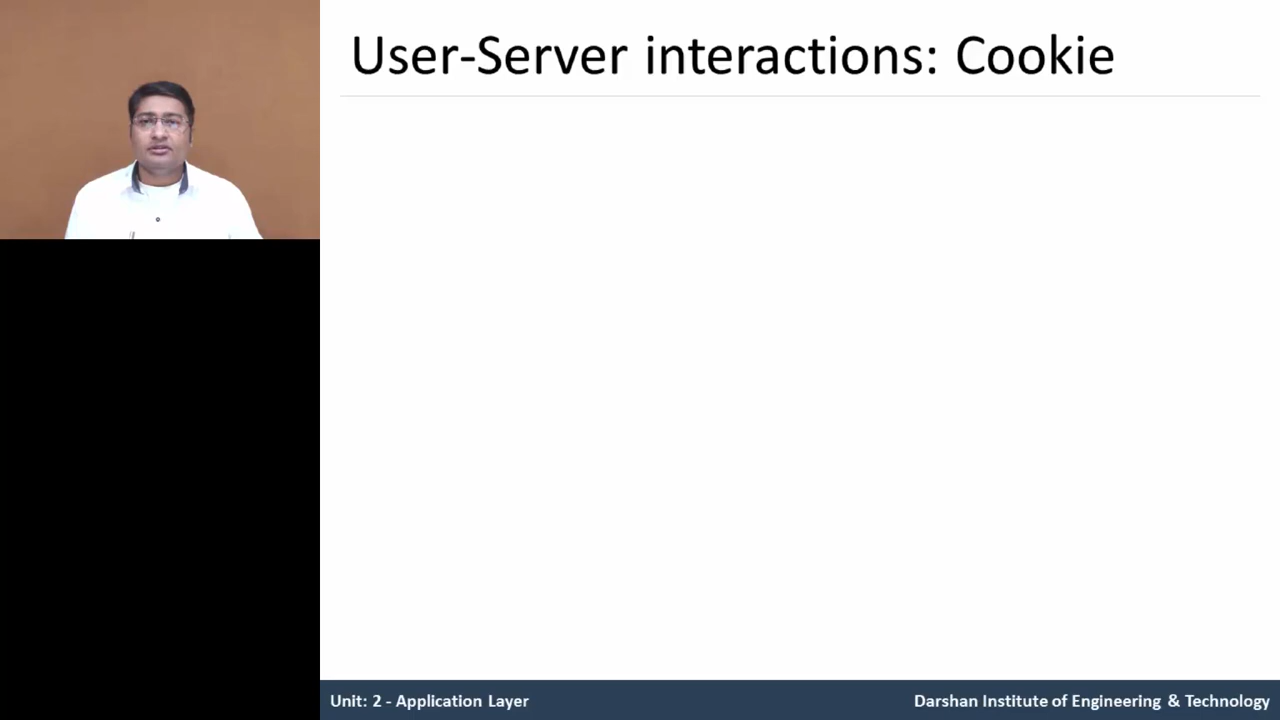 User-Server interactions: Cookie
Unit: 2 - Application Layer
Darshan Institute of Engineering & Technology